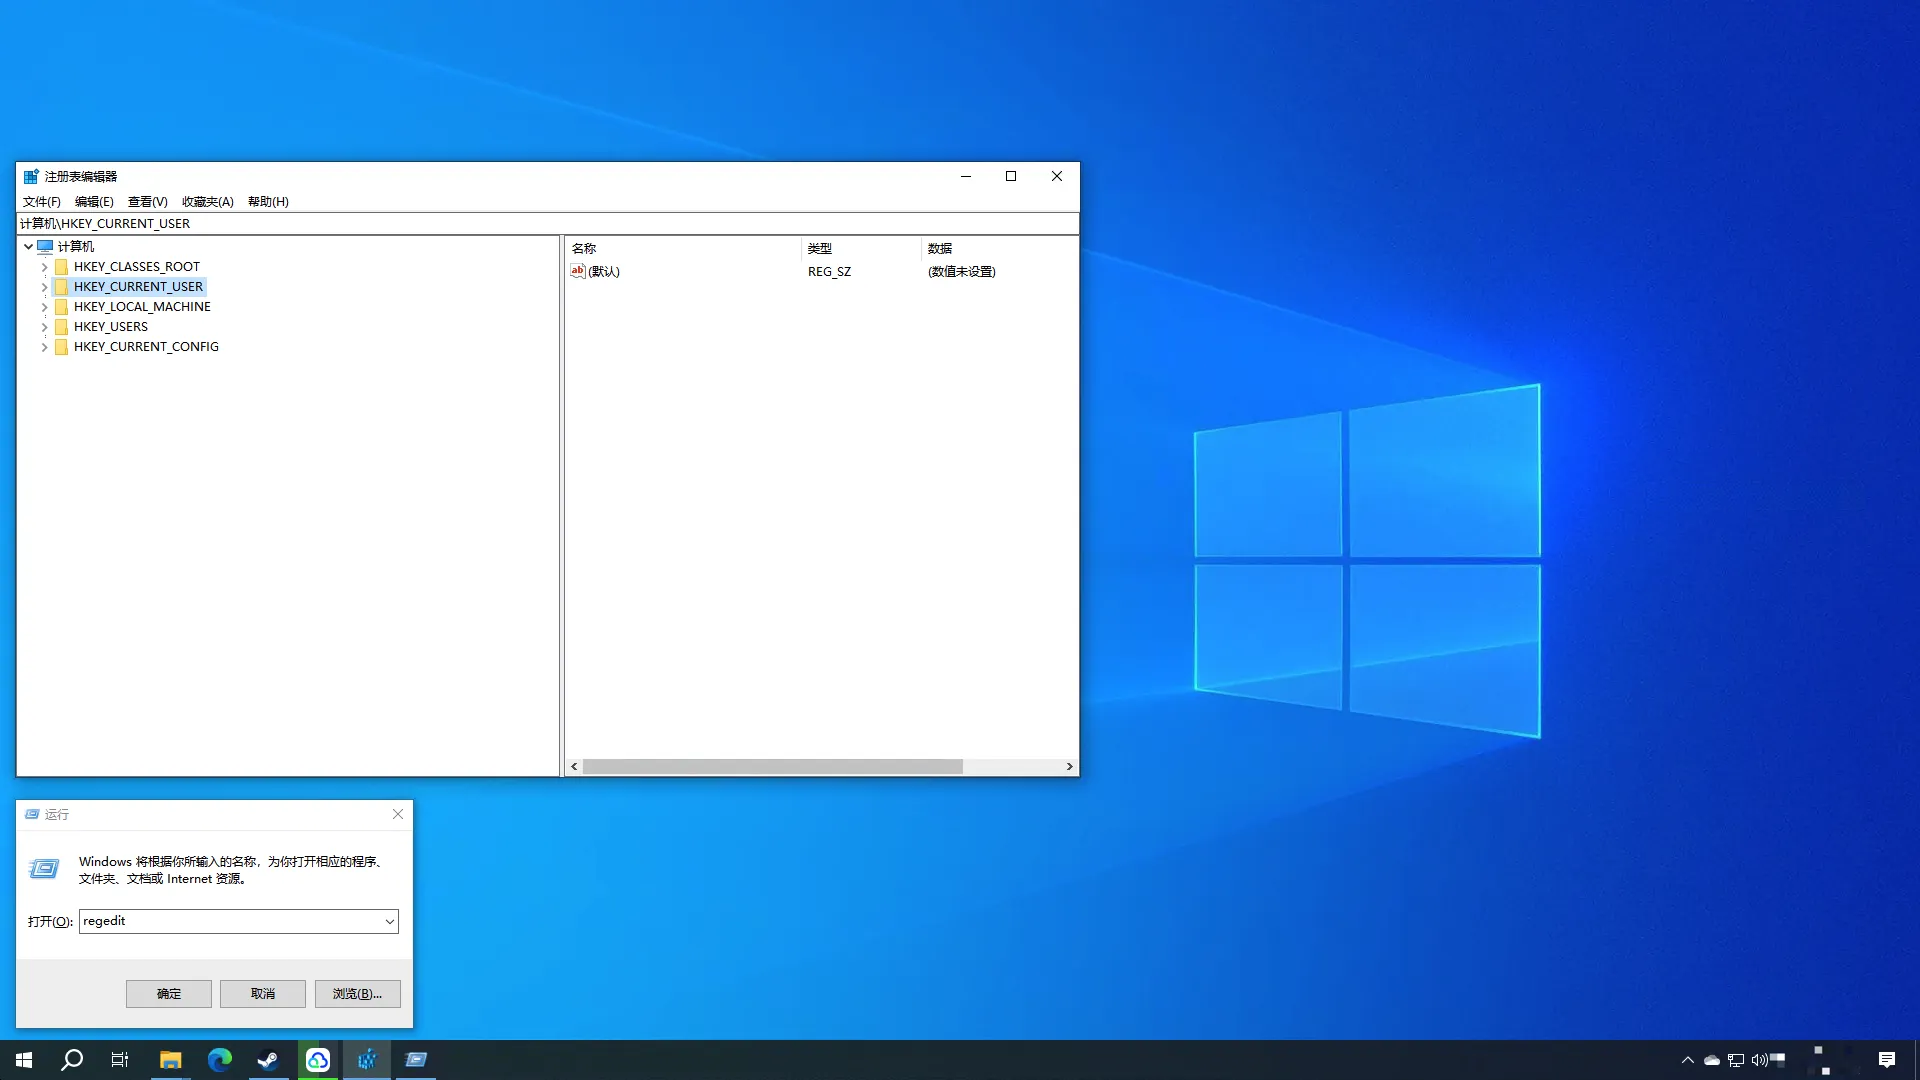 注册表编辑器
文件(F) 编辑(E) 查看(V) 收藏夹(A) 帮助(H)
计算机\HKEY_CURRENT_USER
计算机
HKEY_CLASSES_ROOT
HKEY_CURRENT_USER
HKEY_LOCAL_MACHINE
HKEY_USERS
HKEY_CURRENT_CONFIG
名称 类型 数据
ab (默认) REG_SZ (数值未设置)
运行
Windows 将根据你所输入的名称，为你打开相应的程序、
文件夹、文档或 Internet 资源。
打开(O): regedit
确定 取消 浏览(B)...